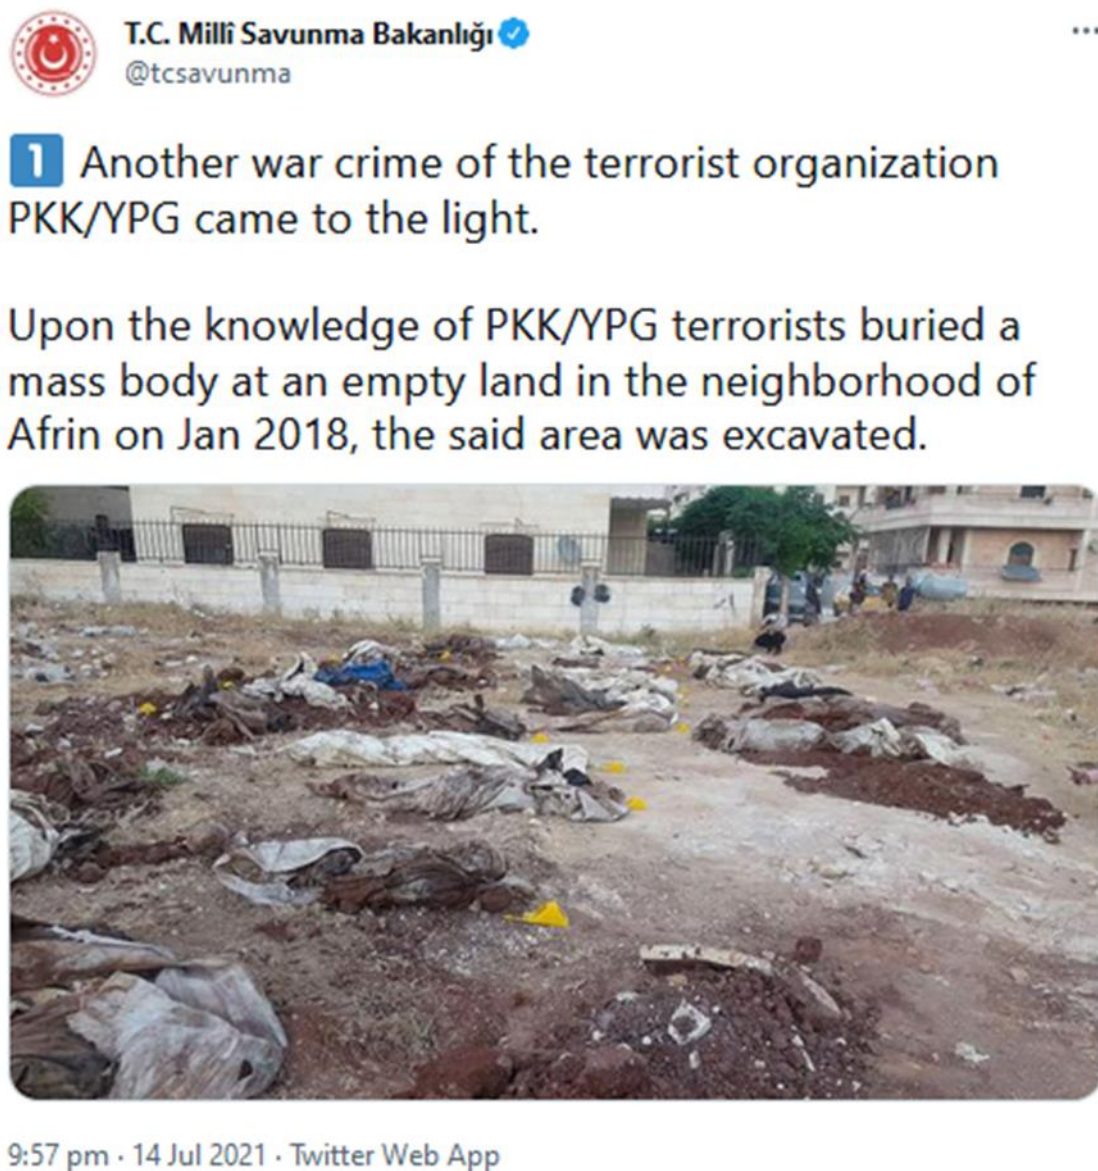 T.C. Millî Savunma Bakanlığı
@tcsavunma
1 Another war crime of the terrorist organization
PKK/YPG came to the light.
Upon the knowledge of PKK/YPG terrorists buried a
mass body at an empty land in the neighborhood of
Afrin on Jan 2018, the said area was excavated.
9:57 pm · 14 Jul 2021 · Twitter Web App